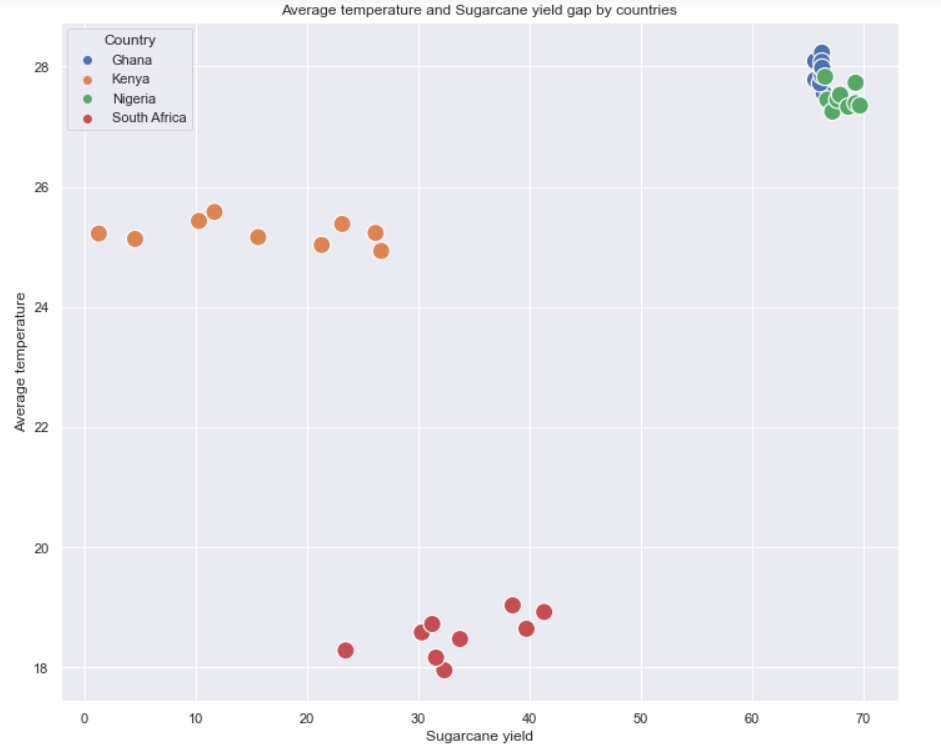 Average temperature and Sugarcane yield gap by countries
Country
Ghana
Kenya
Nigeria
South Africa
28
26
24
22
20
18
Average temperature
0 10 20 30 40 50 60 70
Sugarcane yield